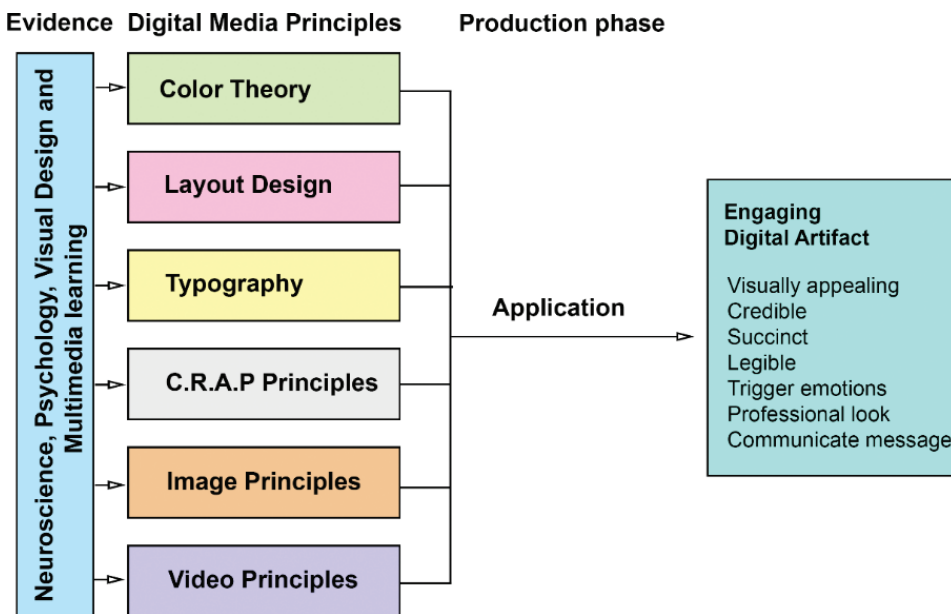 Evidence
Digital Media Principles
Production phase
Neuroscience, Psychology, Visual Design and
Multimedia learning
Color Theory
Layout Design
Typography
C.R.A.P Principles
Image Principles
Video Principles
Application
Engaging
Digital Artifact
Visually appealing
Credible
Succinct
Legible
Trigger emotions
Professional look
Communicate message